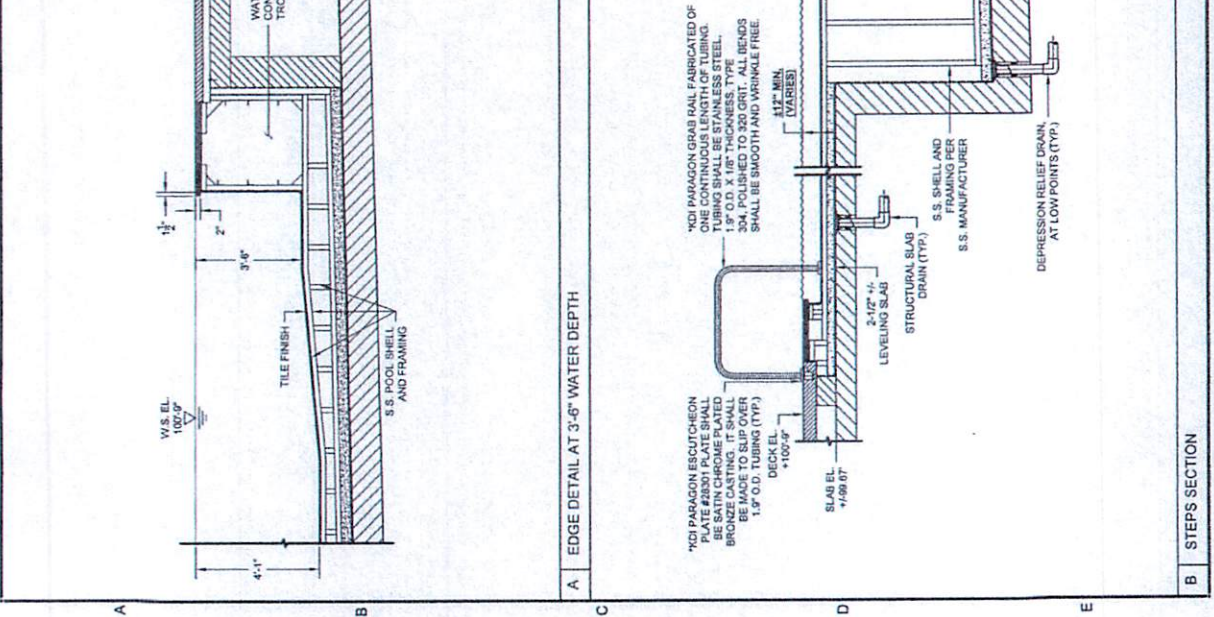 A
B
C
D
E
WAT
CON
TRO
1½"
2"
3'-6"
W.S. EL.
100'-9"
TILE FINISH
S.S. POOL SHELL
AND FRAMING
4'-1"
A EDGE DETAIL AT 3'-6" WATER DEPTH
*KDI PARAGON GRAB RAIL FABRICATED OF
ONE CONTINUOUS LENGTH OF TUBING.
TUBING SHALL BE STAINLESS STEEL,
1.9" O.D. X 1/8" THICKNESS, TYPE
304, POLISHED TO 320 GRIT. ALL BENDS
SHALL BE SMOOTH AND WRINKLE FREE.
±12" MIN.
(VARIES)
*KDI PARAGON ESCUTCHEON
PLATE #28301 PLATE SHALL
BE SATIN CHROME PLATED
BRONZE CASTING. IT SHALL
BE MADE TO SLIP OVER
1.9" O.D. TUBING (TYP.)
DECK EL.
+100'-9"
SLAB EL.
+/-99.67'
2-1/2" +/-
LEVELING SLAB
STRUCTURAL SLAB
DRAIN (TYP.)
S.S. SHELL AND
FRAMING PER
S.S. MANUFACTURER
DEPRESSION RELIEF DRAIN,
AT LOW POINTS (TYP.)
B STEPS SECTION